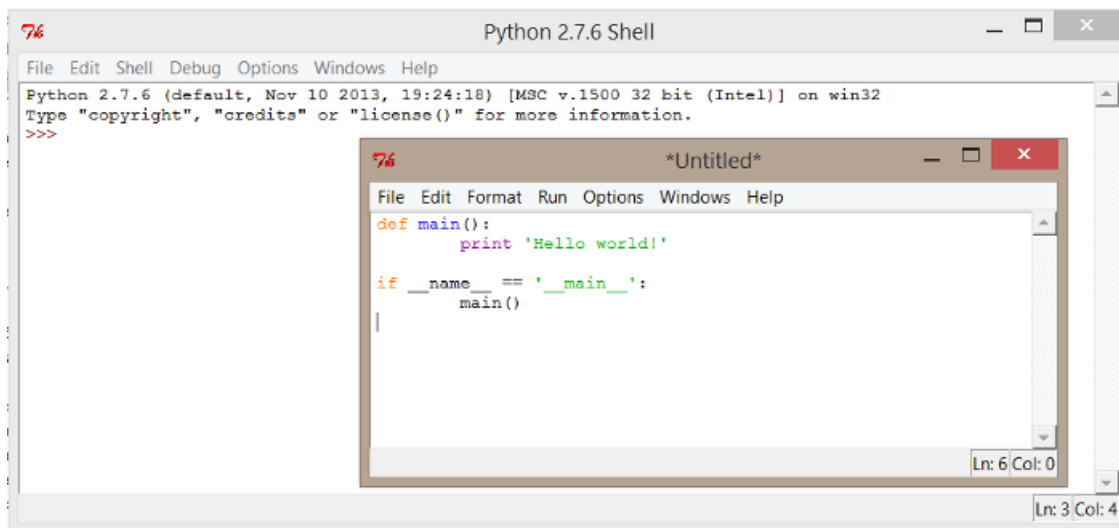 Python 2.7.6 Shell
File Edit Shell Debug Options Windows Help
Python 2.7.6 (default, Nov 10 2013, 19:24:18) [MSC v.1500 32 bit (Intel)] on win32
Type "copyright", "credits" or "license()" for more information.
>>>
*Untitled*
File Edit Format Run Options Windows Help
def main():
        print 'Hello world!'
if __name__ == '__main__':
        main()
Ln: 6 Col: 0
Ln: 3 Col: 4